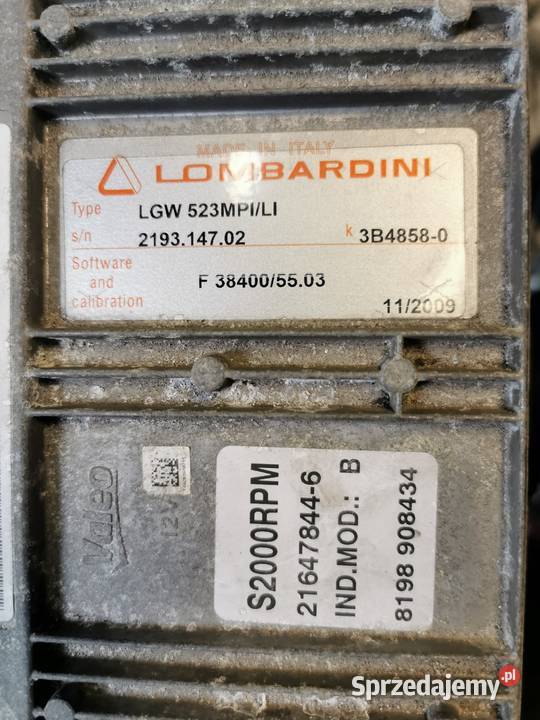 MADE IN ITALY
LOMBARDINI
Type LGW 523MPI/LI
s/n 2193.147.02 k 3B4858-0
Software
and
calibration
F 38400/55.03
11/2009
Valeo
12V
S2000RPM
21647844-6
IND.MOD.: B
8198 908434
Sprzedajemy.pl